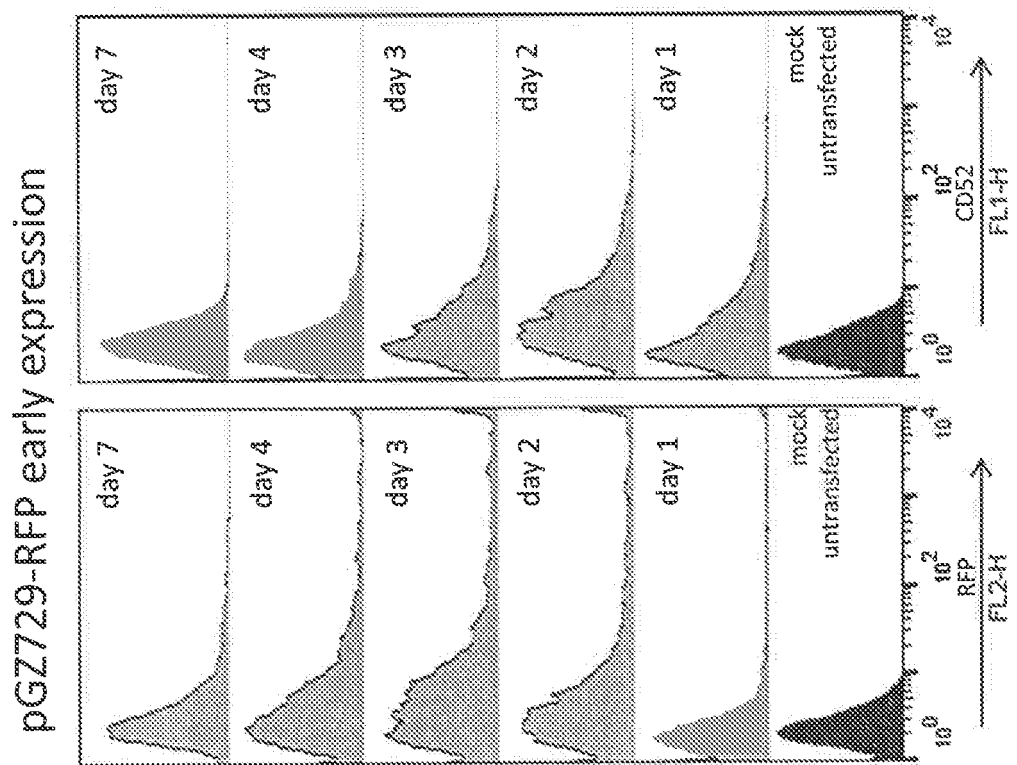 pGZ729-RFP early expression
day 7
day 4
day 3
day 2
day 1
mock
untransfected
10^0
10^2
10^4
RFP
FL2-H
day 7
day 4
day 3
day 2
day 1
mock
untransfected
10^0
10^2
10^4
CD52
FL1-H